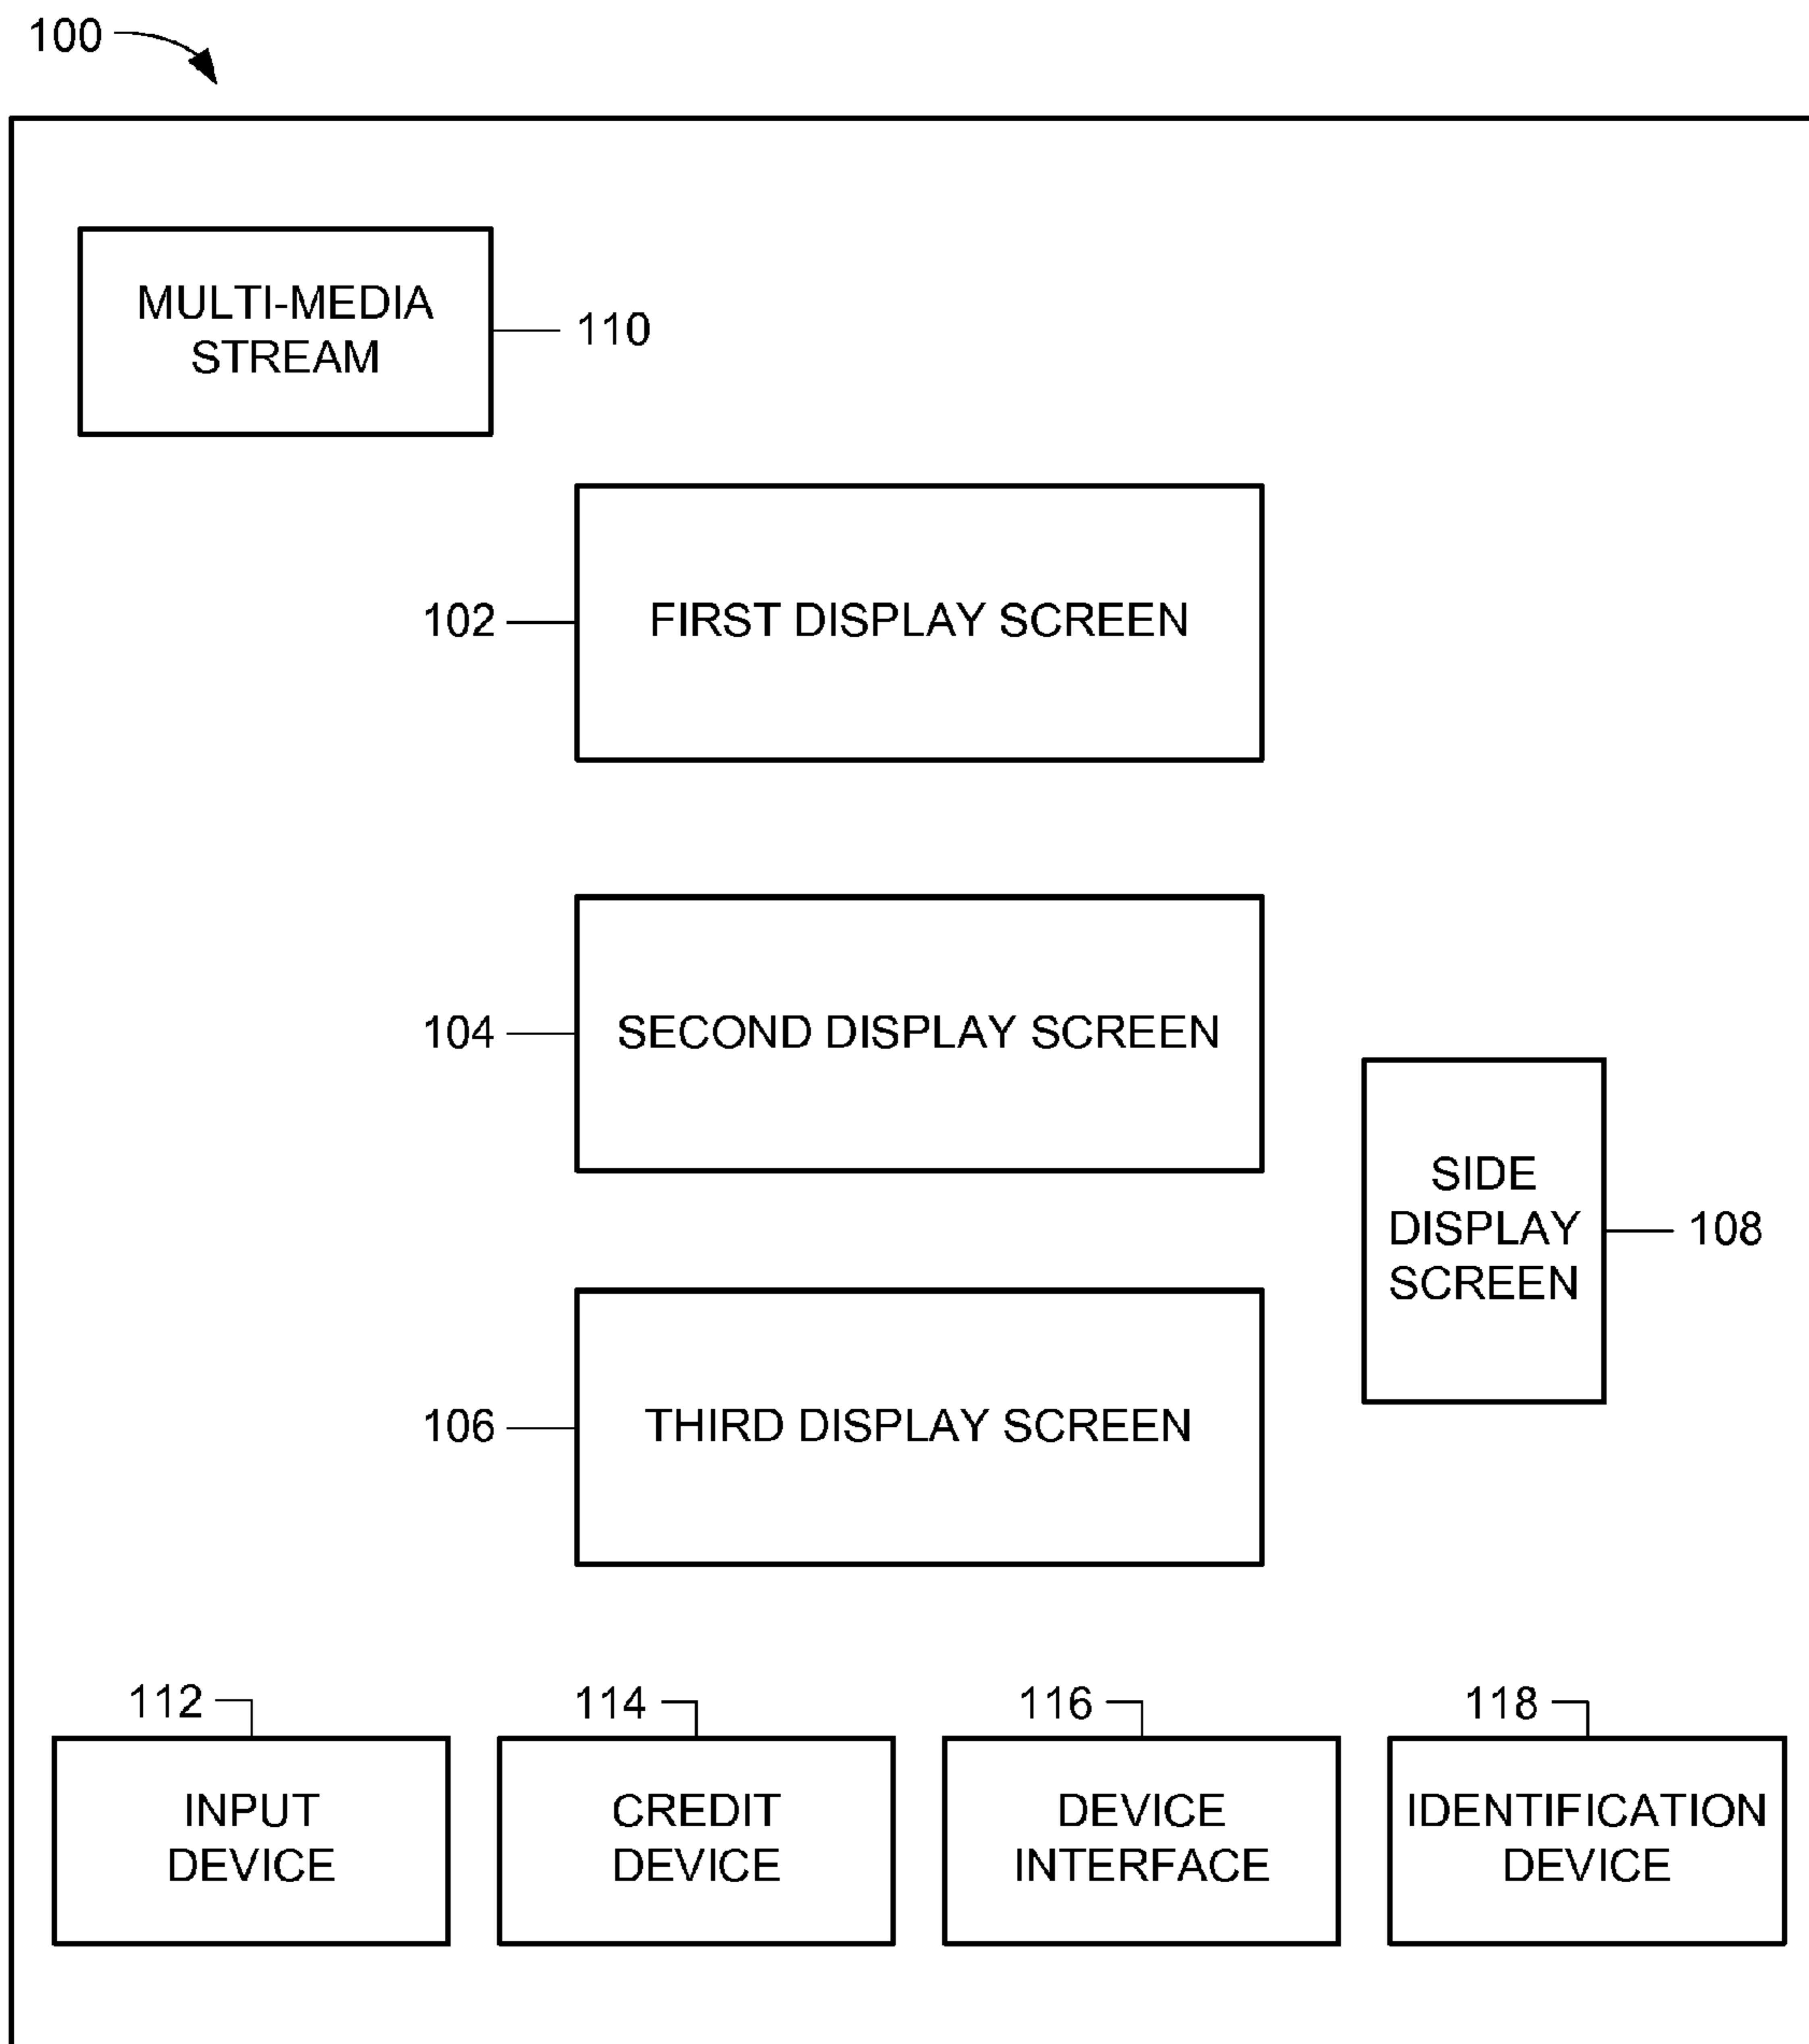 100
MULTI-MEDIA
STREAM
110
102
FIRST DISPLAY SCREEN
104
SECOND DISPLAY SCREEN
SIDE
DISPLAY
SCREEN
108
106
THIRD DISPLAY SCREEN
112
114
116
118
INPUT
DEVICE
CREDIT
DEVICE
DEVICE
INTERFACE
IDENTIFICATION
DEVICE